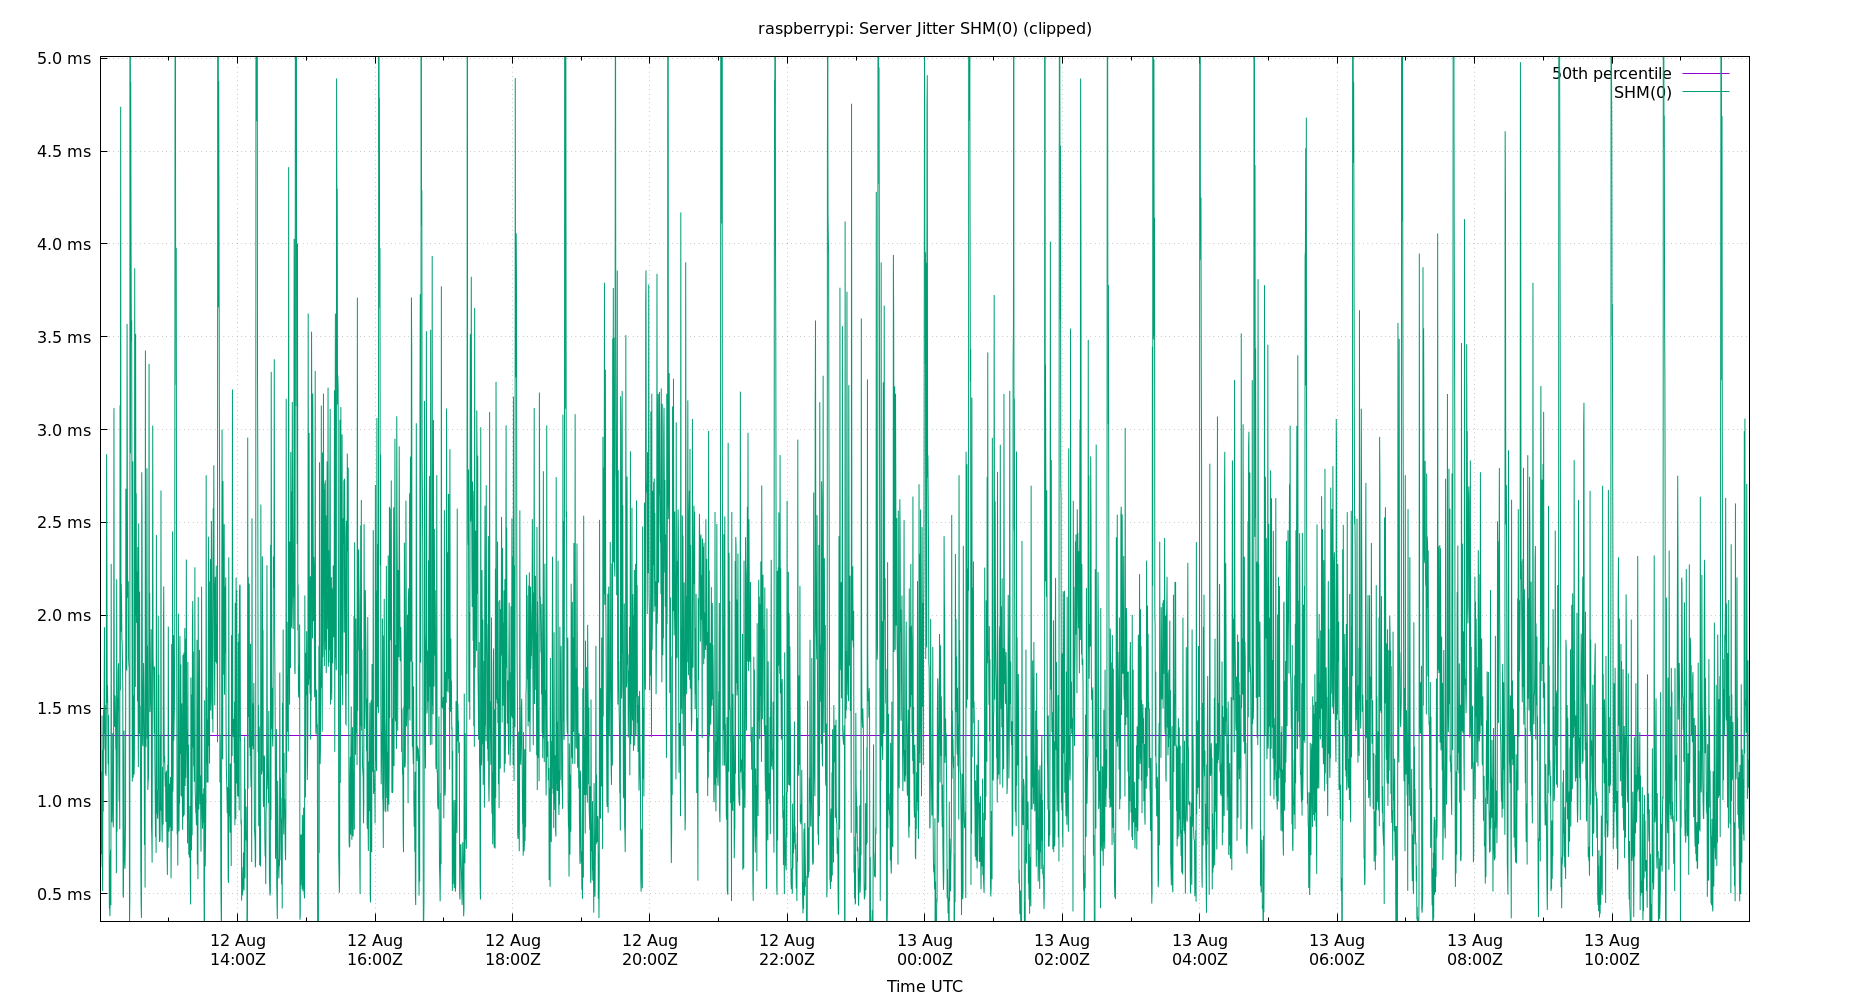 raspberrypi: Server Jitter SHM(0) (clipped)
5.0 ms
4.5 ms
4.0 ms
3.5 ms
3.0 ms
2.5 ms
2.0 ms
1.5 ms
1.0 ms
0.5 ms
50th percentile
SHM(0)
12 Aug 12 Aug 12 Aug 12 Aug 12 Aug 13 Aug 13 Aug 13 Aug 13 Aug 13 Aug 13 Aug
14:00Z 16:00Z 18:00Z 20:00Z 22:00Z 00:00Z 02:00Z 04:00Z 06:00Z 08:00Z 10:00Z
Time UTC